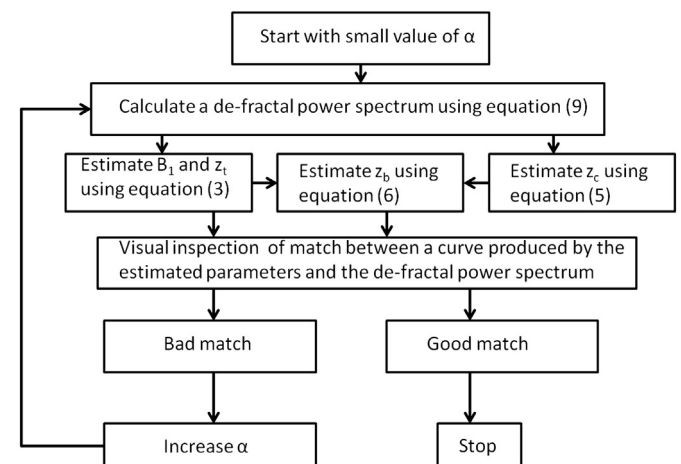 Start with small value of α
Calculate a de-fractal power spectrum using equation (9)
Estimate B₁ and zₜ
using equation (3)
Estimate z_b using
equation (6)
Estimate z_c using
equation (5)
Visual inspection of match between a curve produced by the
estimated parameters and the de-fractal power spectrum
Bad match
Good match
Increase α
Stop